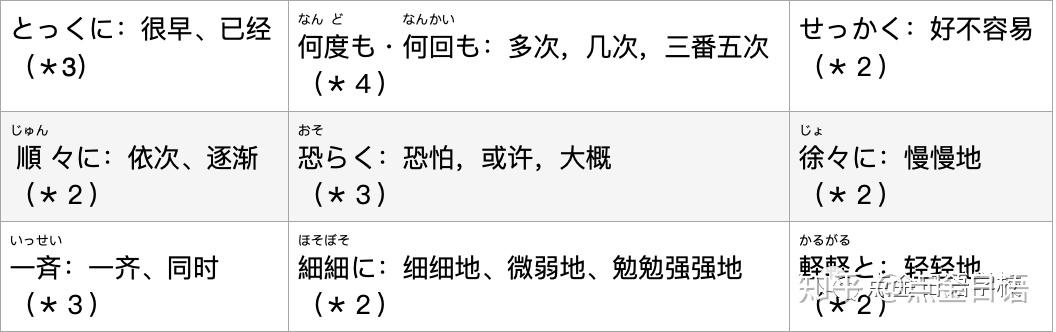 とっくに：很早、已经
（＊3）
なん ど なんかい
何度も・何回も：多次，几次，三番五次
（＊４）
せっかく：好不容易
（＊２）
じゅん
順々に：依次、逐渐
（＊２）
おそ
恐らく：恐怕，或许，大概
（＊３）
じょ
徐々に：慢慢地
（＊２）
いっせい
一斉：一齐、同时
（＊３）
ほそぼそ
細細に：细细地、微弱地、勉勉强强地
（＊２）
かるがる
軽軽と：轻轻地
（＊２）
知乎